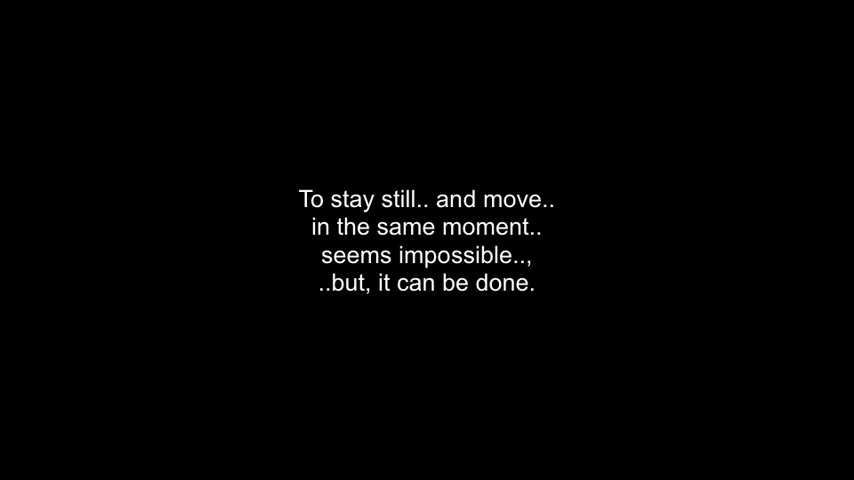 To stay still.. and move..
in the same moment..
seems impossible..,
..but, it can be done.